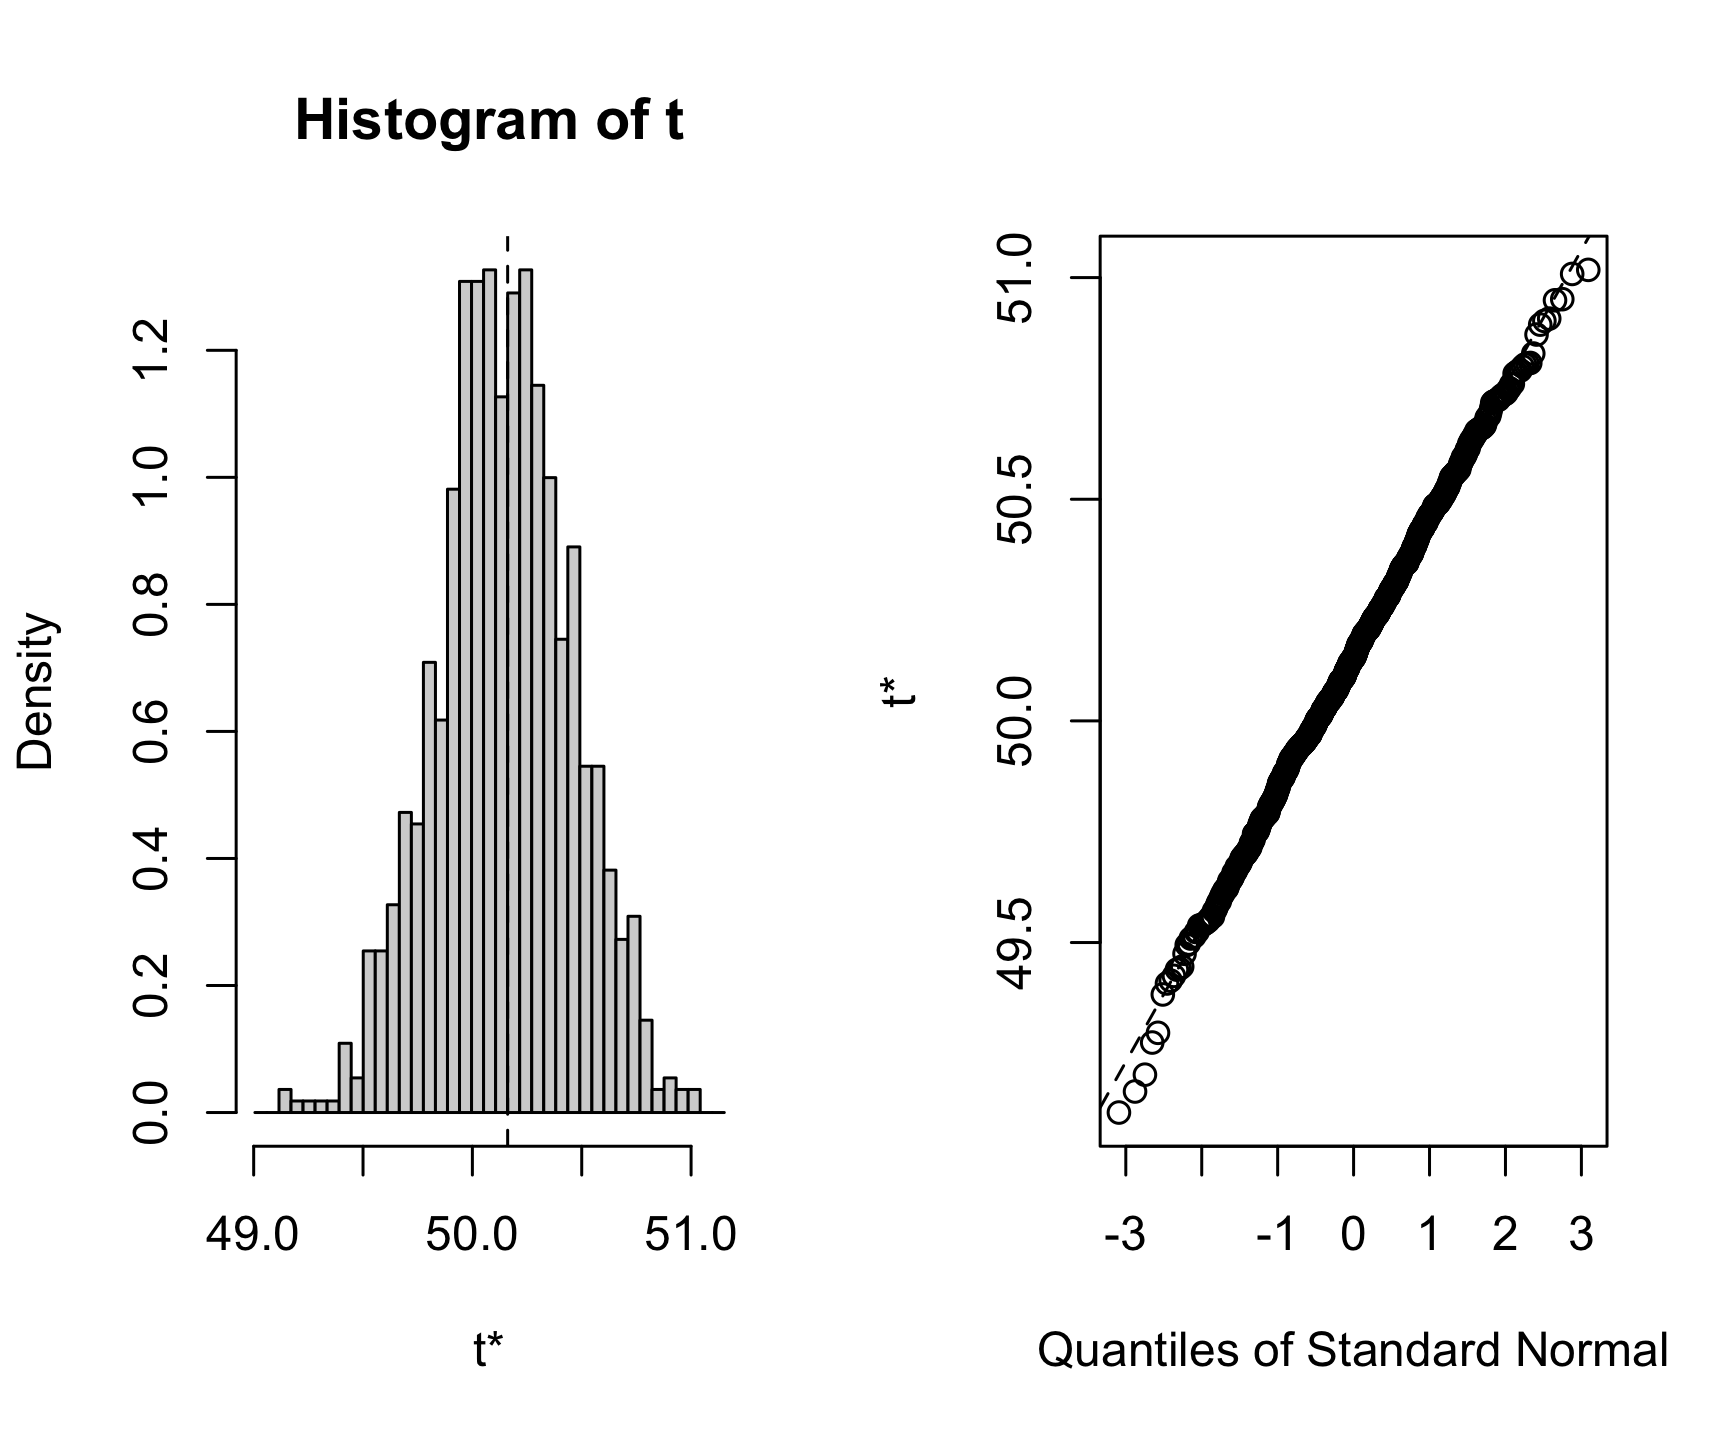 Histogram of t
Density
0.0 0.2 0.4 0.6 0.8 1.0 1.2
49.0 50.0 51.0
t*
t*
49.5 50.0 50.5 51.0
-3 -1 0 1 2 3
Quantiles of Standard Normal